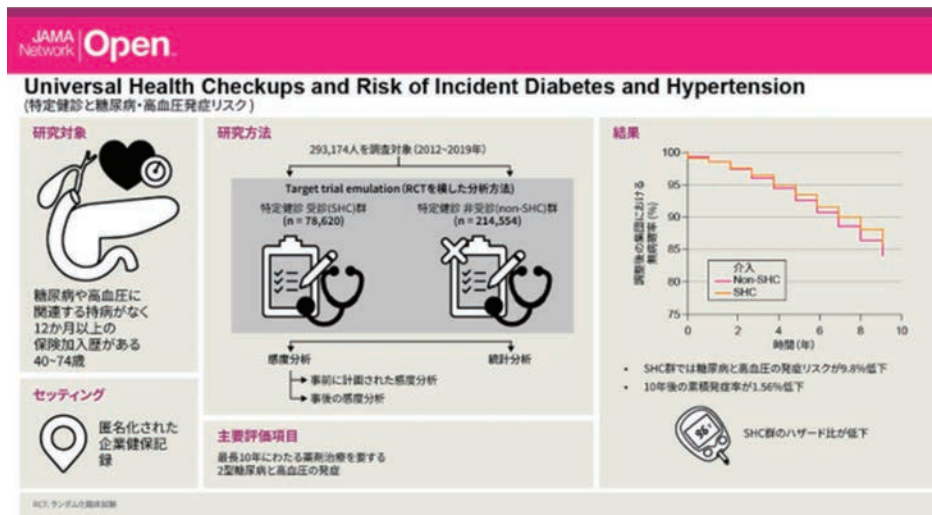 JAMA
Network
Open
Universal Health Checkups and Risk of Incident Diabetes and Hypertension
(特定健診と糖尿病・高血圧発症リスク)
研究対象
糖尿病や高血圧に
関連する持病がなく
12か月以上の
保険加入歴がある
40~74歳
セッティング
匿名化された
企業健保記
録
研究方法
293,174人を調査対象(2012~2019年)
Target trial emulation(RCTを模した分析方法)
特定健診 受診(SHC)群
(n = 78,620)
特定健診 非受診(non-SHC)群
(n = 214,554)
感度分析
統計分析
事前に計画された感度分析
事後の感度分析
主要評価項目
最長10年にわたる薬剤治療を要する
2型糖尿病と高血圧の発症
結果
調整後の集団における
無病確率(%)
100
95
90
85
80
75
介入
Non-SHC
SHC
0
2
4
6
8
10
時間(年)
• SHC群では糖尿病と高血圧の発症リスクが9.8%低下
• 10年後の累積発症率が1.56%低下
SHC群のハザード比が低下
RCT, ランダム化臨床試験